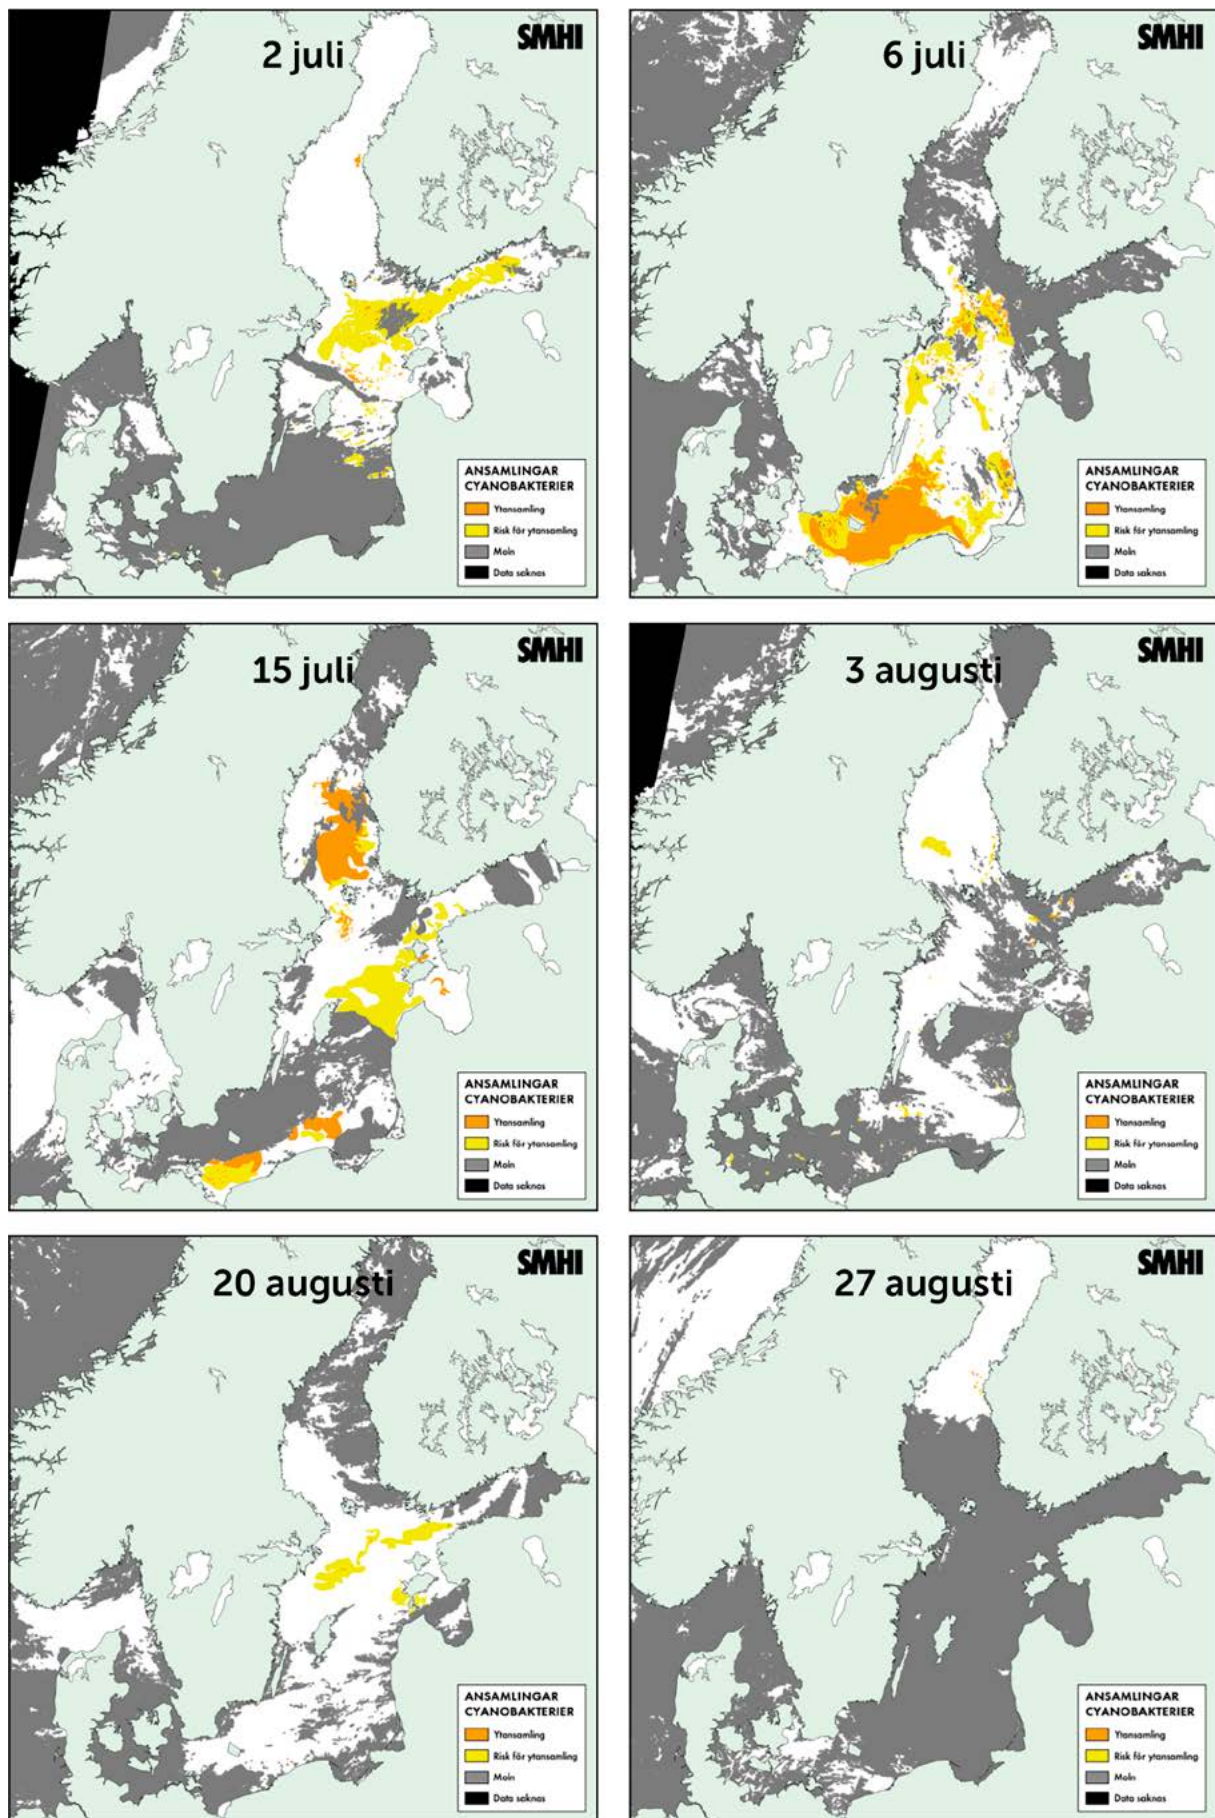 2 juli
SMHI
ANSAMLINGAR
CYANOBAKTERIER
Ytansamling
Risk för ytansamling
Moln
Data saknas
6 juli
SMHI
ANSAMLINGAR
CYANOBAKTERIER
Ytansamling
Risk för ytansamling
Moln
Data saknas
15 juli
SMHI
ANSAMLINGAR
CYANOBAKTERIER
Ytansamling
Risk för ytansamling
Moln
Data saknas
3 augusti
SMHI
ANSAMLINGAR
CYANOBAKTERIER
Ytansamling
Risk för ytansamling
Moln
Data saknas
20 augusti
SMHI
ANSAMLINGAR
CYANOBAKTERIER
Ytansamling
Risk för ytansamling
Moln
Data saknas
27 augusti
SMHI
ANSAMLINGAR
CYANOBAKTERIER
Ytansamling
Risk för ytansamling
Moln
Data saknas